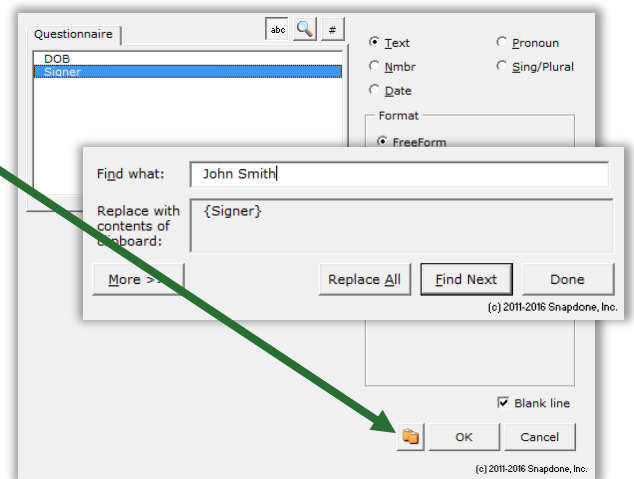 Questionnaire
abc #
DOB
Signer
Text
Pronoun
Nmbr
Sing/Plural
Date
Format
FreeForm
Find what:
John Smith
Replace with
contents of
clipboard:
{Signer}
More >>
Replace All
Find Next
Done
(c) 2011-2016 Snapdone, Inc.
Blank line
OK
Cancel
(c) 2011-2016 Snapdone, Inc.